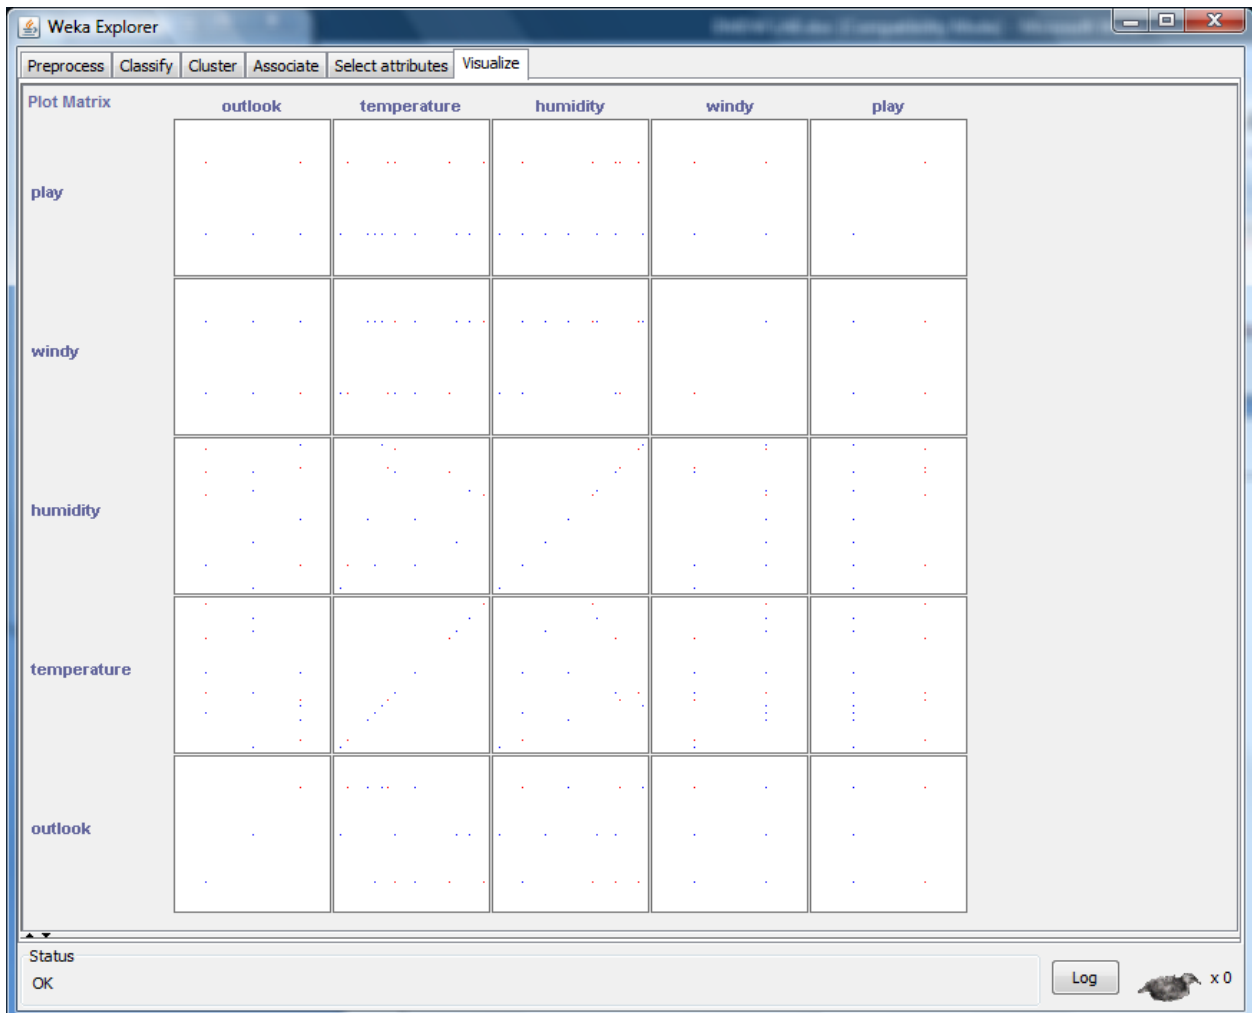 Weka Explorer
Preprocess Classify Cluster Associate Select attributes Visualize
Plot Matrix outlook temperature humidity windy play
play
windy
humidity
temperature
outlook
Status
OK
Log x 0